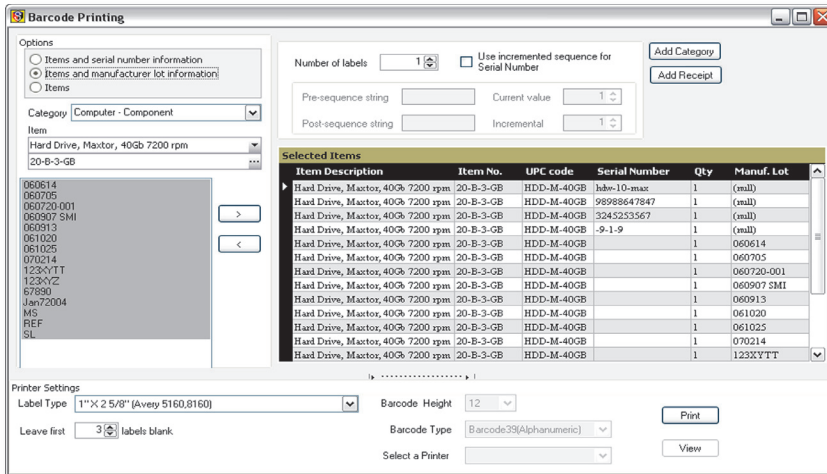 Barcode Printing
Options
Items and serial number information
Items and manufacturer lot information
Items
Category Computer - Component
Item
Hard Drive, Maxtor, 40Gb 7200 rpm
20-B-3-GB
060614
060705
060720-001
060907 SMI
060913
061020
061025
070214
123XYTT
123XYZ
67890
Jan72004
MS
REF
SL
>
<
Number of labels 1
Use incremented sequence for
Serial Number
Pre-sequence string Current value 1
Post-sequence string Incremental 1
Add Category
Add Receipt
Selected Items
Item Description Item No. UPC code Serial Number Qty Manuf. Lot
Hard Drive, Maxtor, 40Gb 7200 rpm 20-B-3-GB HDD-M-40GB hdw-10-max 1 (null)
Hard Drive, Maxtor, 40Gb 7200 rpm 20-B-3-GB HDD-M-40GB 98988647847 1 (null)
Hard Drive, Maxtor, 40Gb 7200 rpm 20-B-3-GB HDD-M-40GB 3245253567 1 (null)
Hard Drive, Maxtor, 40Gb 7200 rpm 20-B-3-GB HDD-M-40GB -9-1-9 1 (null)
Hard Drive, Maxtor, 40Gb 7200 rpm 20-B-3-GB HDD-M-40GB 1 060614
Hard Drive, Maxtor, 40Gb 7200 rpm 20-B-3-GB HDD-M-40GB 1 060705
Hard Drive, Maxtor, 40Gb 7200 rpm 20-B-3-GB HDD-M-40GB 1 060720-001
Hard Drive, Maxtor, 40Gb 7200 rpm 20-B-3-GB HDD-M-40GB 1 060907 SMI
Hard Drive, Maxtor, 40Gb 7200 rpm 20-B-3-GB HDD-M-40GB 1 060913
Hard Drive, Maxtor, 40Gb 7200 rpm 20-B-3-GB HDD-M-40GB 1 061020
Hard Drive, Maxtor, 40Gb 7200 rpm 20-B-3-GB HDD-M-40GB 1 061025
Hard Drive, Maxtor, 40Gb 7200 rpm 20-B-3-GB HDD-M-40GB 1 070214
Hard Drive, Maxtor, 40Gb 7200 rpm 20-B-3-GB HDD-M-40GB 1 123XYTT
Printer Settings
Label Type 1" X 2 5/8" (Avery 5160,8160)
Leave first 3 labels blank
Barcode Height 12
Barcode Type Barcode39(Alphanumeric)
Select a Printer
Print
View